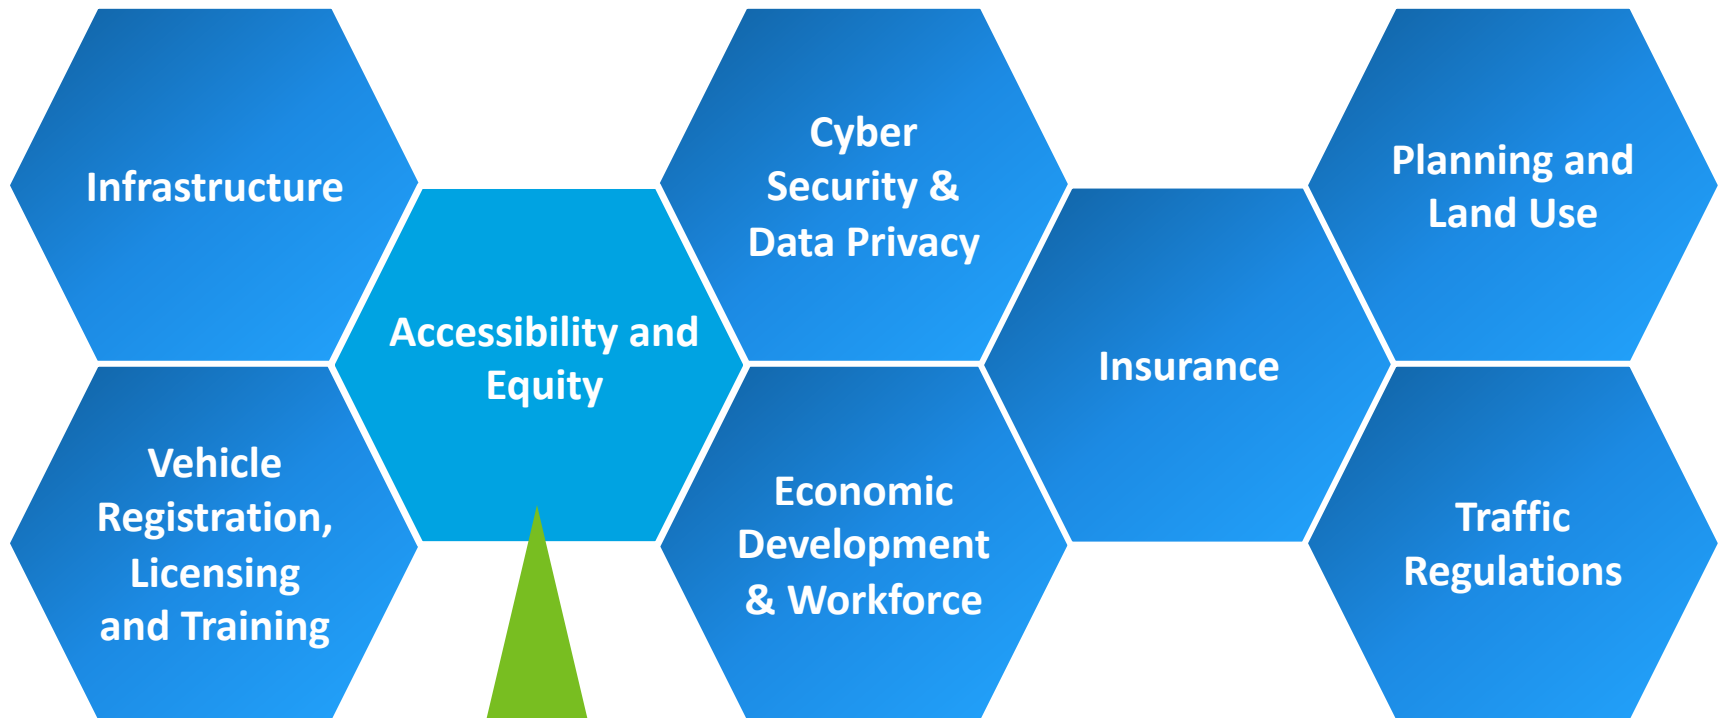 Infrastructure
Vehicle
Registration,
Licensing
and Training
Accessibility and
Equity
Cyber
Security &
Data Privacy
Economic
Development
& Workforce
Insurance
Planning and
Land Use
Traffic
Regulations